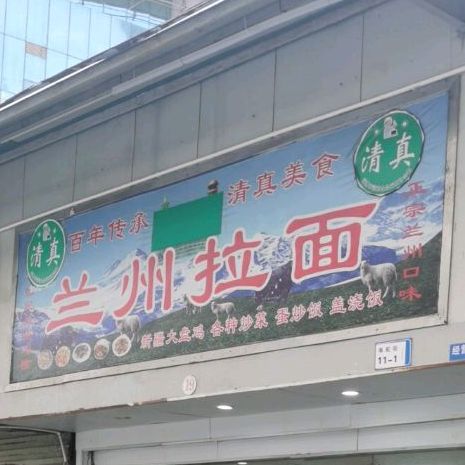 清真
百年传承
清真美食
清真
兰州拉面
正宗兰州口味
新疆大盘鸡 各种炒菜 蛋炒饭 盖浇饭
19
11-1